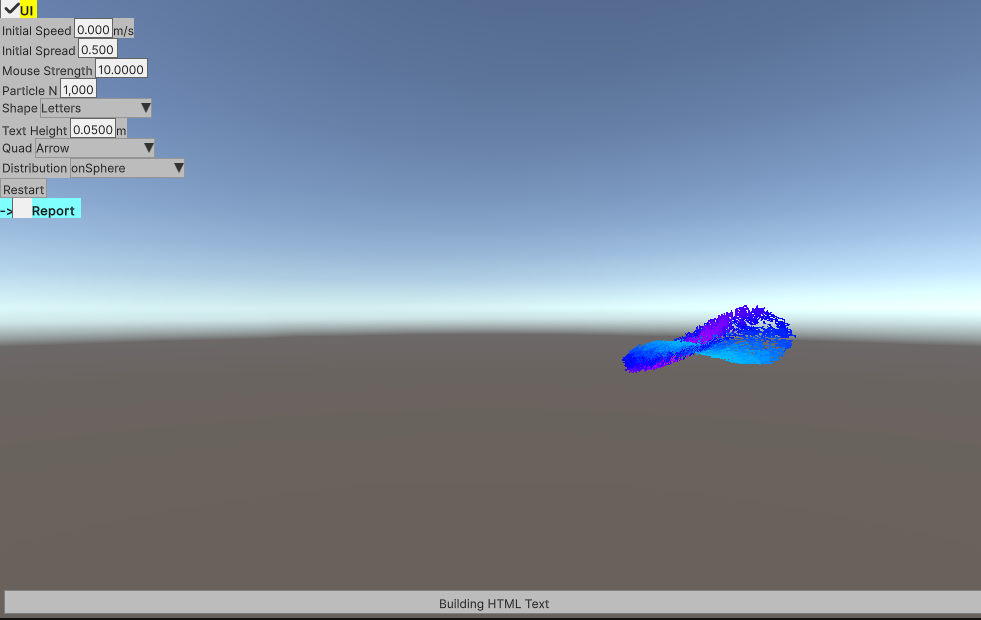 UI
Initial Speed 0.000 m/s
Initial Spread 0.500
Mouse Strength 10.0000
Particle N 1,000
Shape Letters
Text Height 0.0500 m
Quad Arrow
Distribution onSphere
Restart
-> Report
Building HTML Text